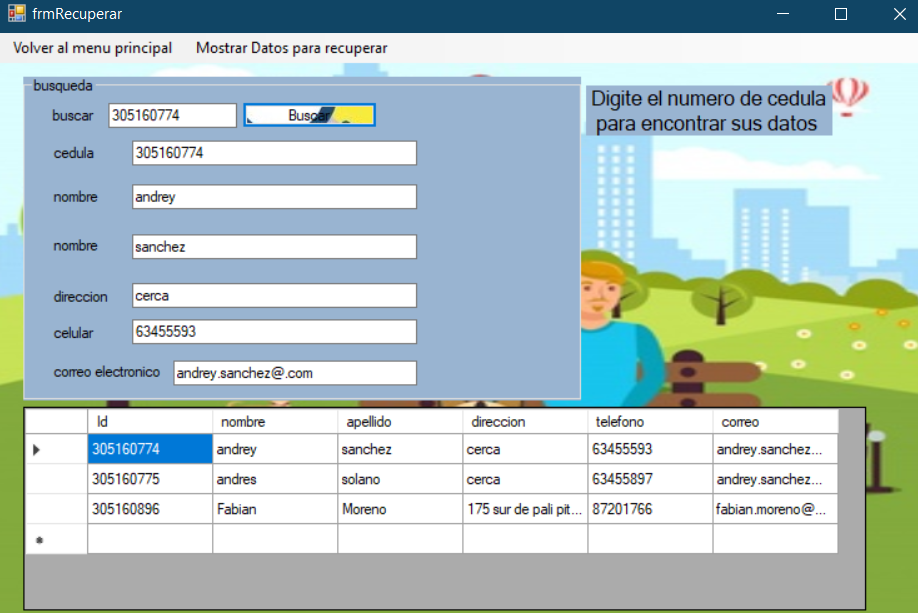 frmRecuperar
Volver al menu principal Mostrar Datos para recuperar
busqueda
buscar 305160774 Buscar
Digite el numero de cedula
para encontrar sus datos
cedula 305160774
nombre andrey
nombre sanchez
direccion cerca
celular 63455593
correo electronico andrey.sanchez@.com
Id nombre apellido direccion telefono correo
305160774 andrey sanchez cerca 63455593 andrey.sanchez...
305160775 andres solano cerca 63455897 andrey.sanchez...
305160896 Fabian Moreno 175 sur de pali pit... 87201766 fabian.moreno@...